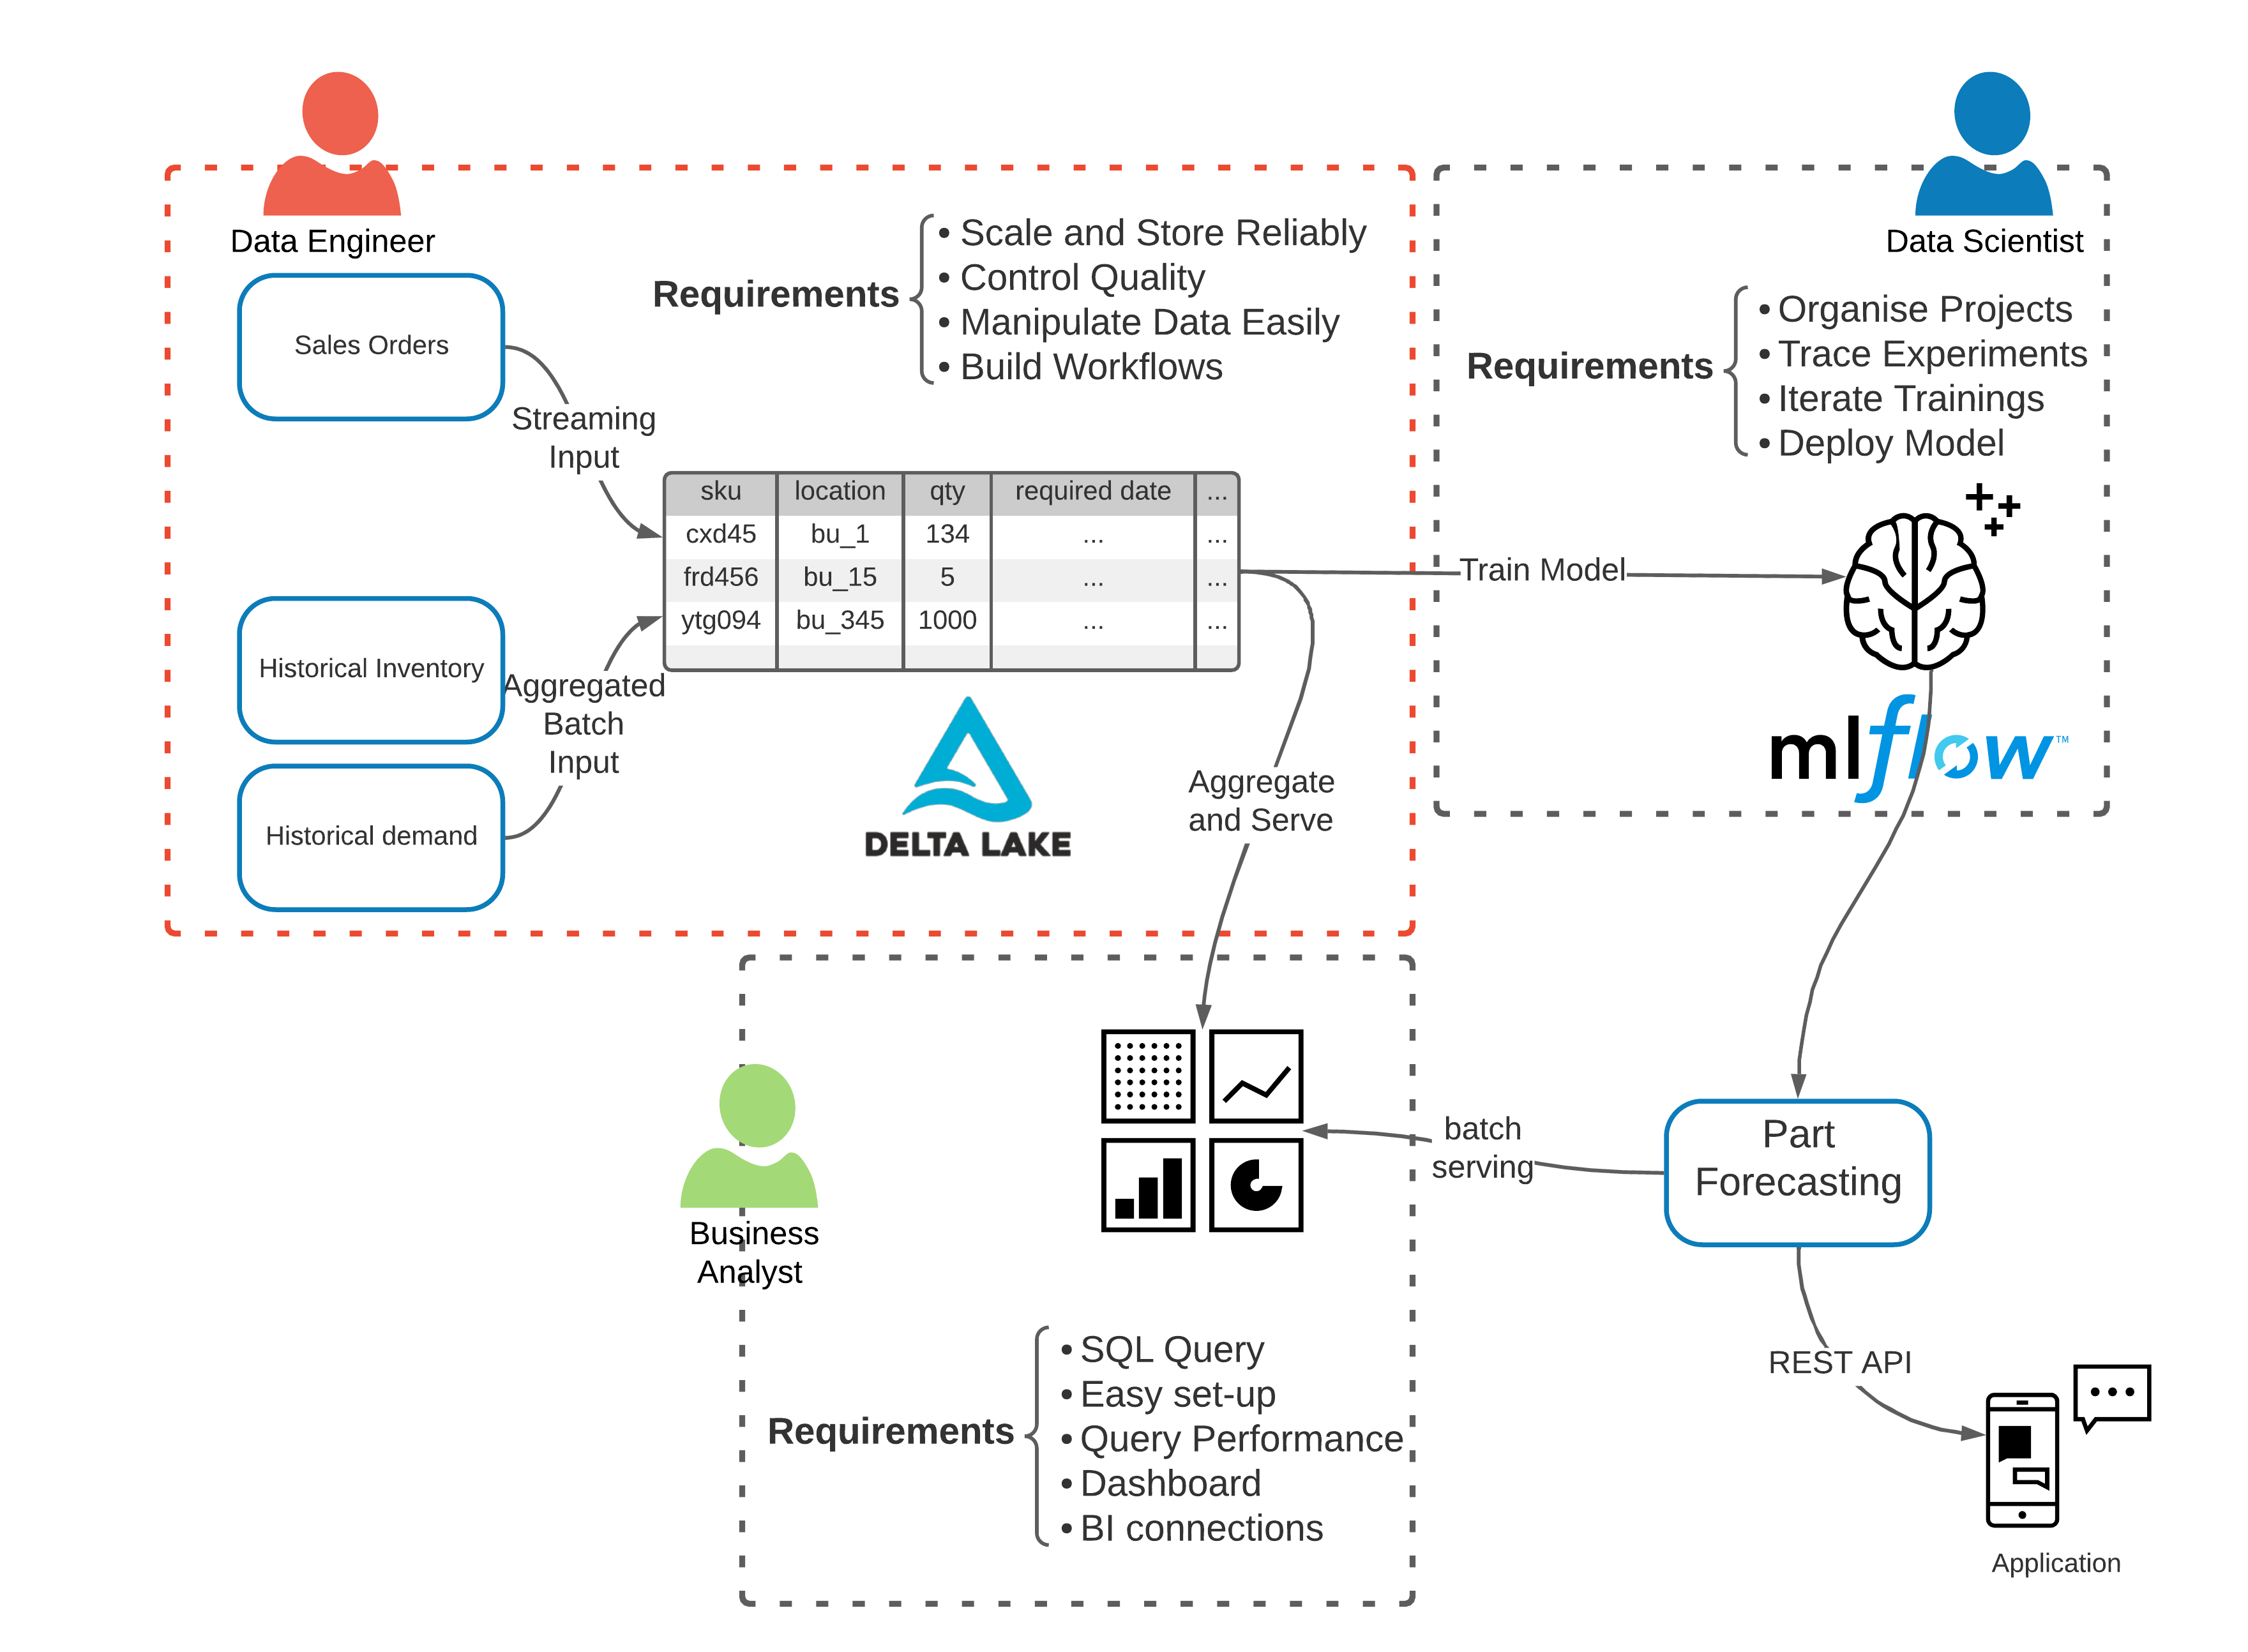 Data Engineer
Sales Orders
Streaming
Input
Historical Inventory
Aggregated
Batch
Input
Historical demand
Requirements
• Scale and Store Reliably
• Control Quality
• Manipulate Data Easily
• Build Workflows
sku location qty required date ...
cxd45 bu_1 134 ... ...
frd456 bu_15 5 ... ...
ytg094 bu_345 1000 ... ...
DELTA LAKE
Aggregate
and Serve
Train Model
Data Scientist
Requirements
• Organise Projects
• Trace Experiments
• Iterate Trainings
• Deploy Model
mlflow™
Business
Analyst
Requirements
• SQL Query
• Easy set-up
• Query Performance
• Dashboard
• BI connections
batch
serving
Part
Forecasting
REST API
Application